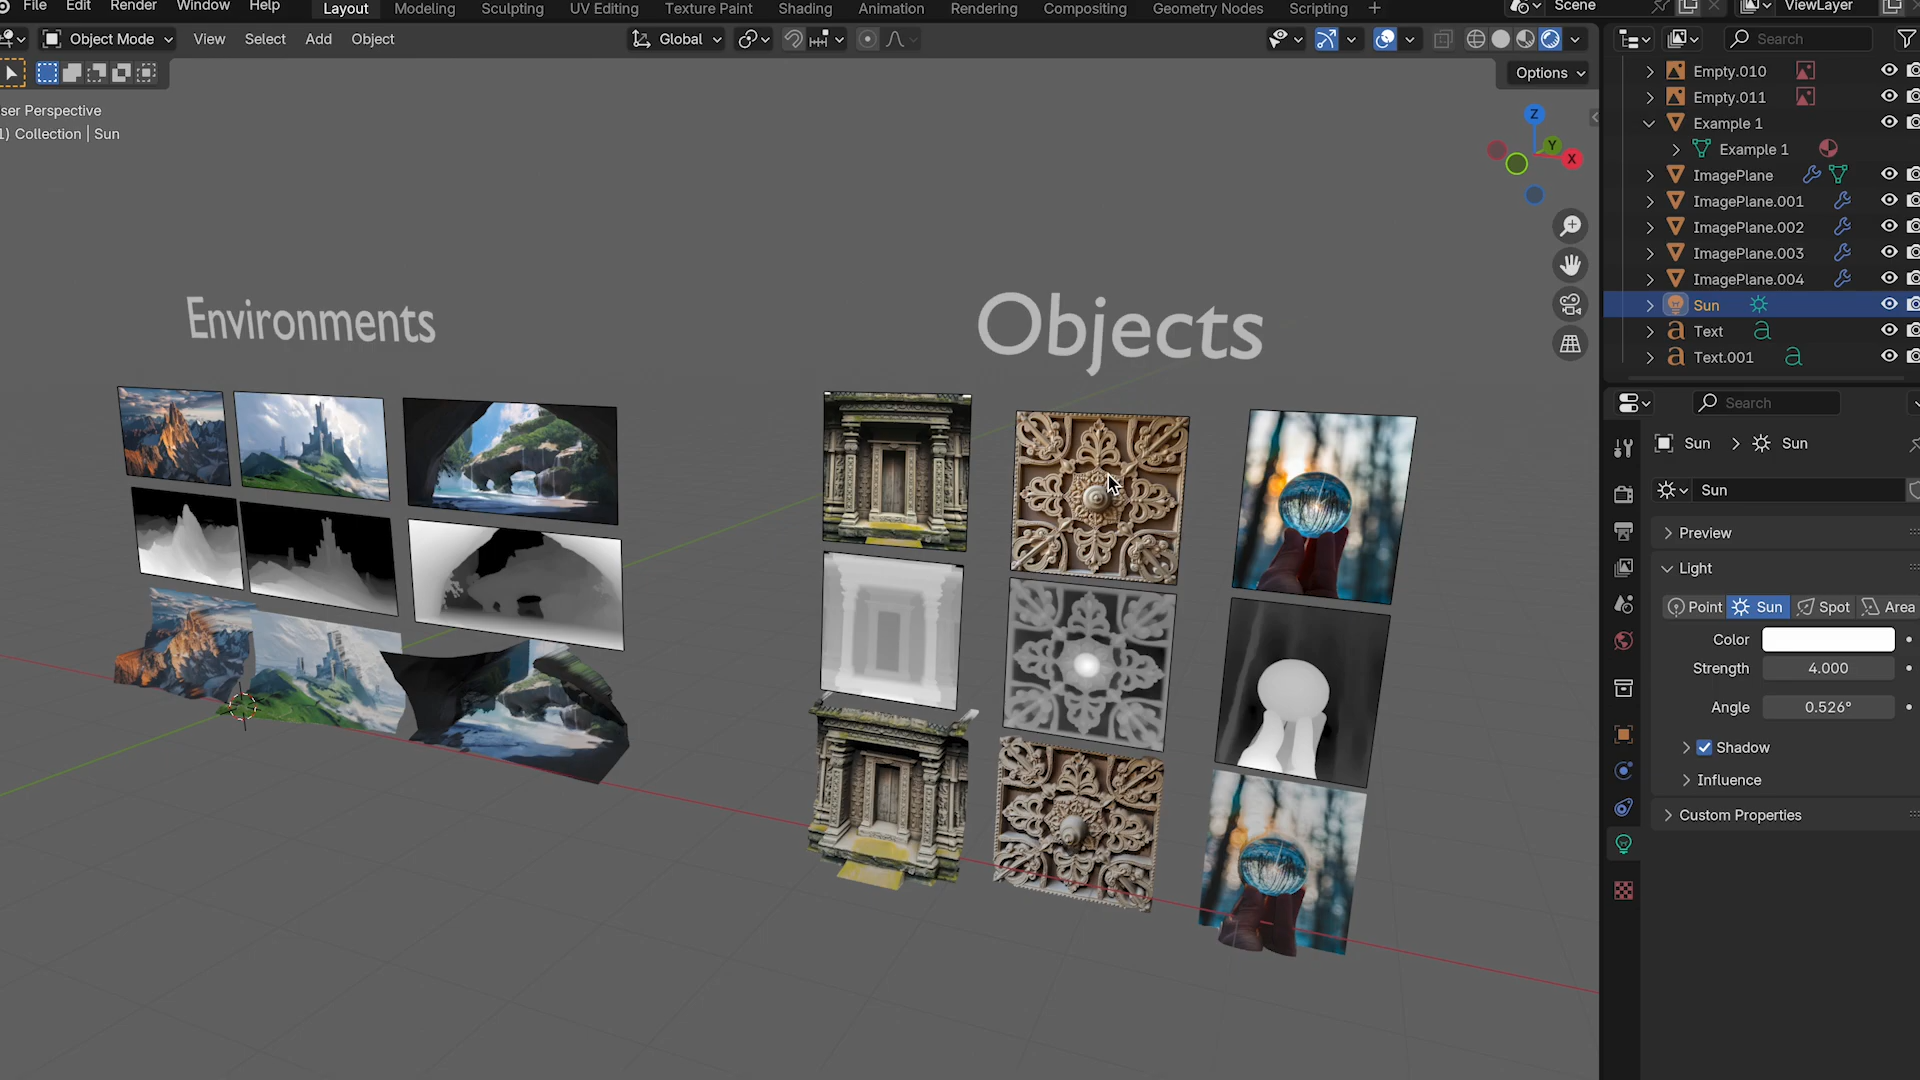 File Edit Render Window Help Layout Modeling Sculpting UV Editing Texture Paint Shading Animation Rendering Compositing Geometry Nodes Scripting + Scene ViewLayer
Object Mode View Select Add Object Global Search
Options
ser Perspective
1) Collection | Sun
Z
Y
X
Environments
Objects
Empty.010
Empty.011
Example 1
Example 1
ImagePlane
ImagePlane.001
ImagePlane.002
ImagePlane.003
ImagePlane.004
Sun
Text
Text.001
Search
Sun > Sun
Sun
Preview
Light
Point Sun Spot Area
Color
Strength 4.000
Angle 0.526°
Shadow
Influence
Custom Properties